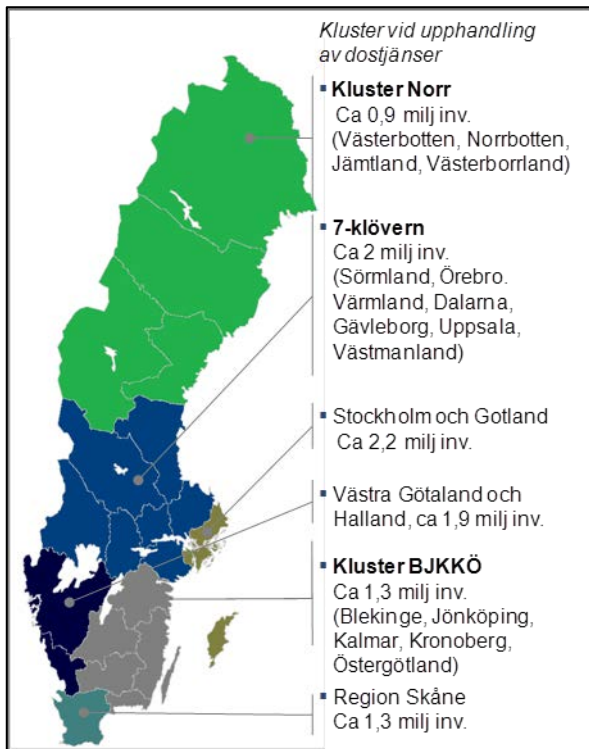 Kluster vid upphandling
av dostjänser
▪ Kluster Norr
Ca 0,9 milj inv.
(Västerbotten, Norrbotten,
Jämtland, Västerborrland)
▪ 7-klövern
Ca 2 milj inv.
(Sörmland, Örebro.
Värmland, Dalarna,
Gävleborg, Uppsala,
Västmanland)
▪ Stockholm och Gotland
Ca 2,2 milj inv.
▪ Västra Götaland och
Halland, ca 1,9 milj inv.
▪ Kluster BJKKÖ
Ca 1,3 milj inv.
(Blekinge, Jönköping,
Kalmar, Kronoberg,
Östergötland)
▪ Region Skåne
Ca 1,3 milj inv.